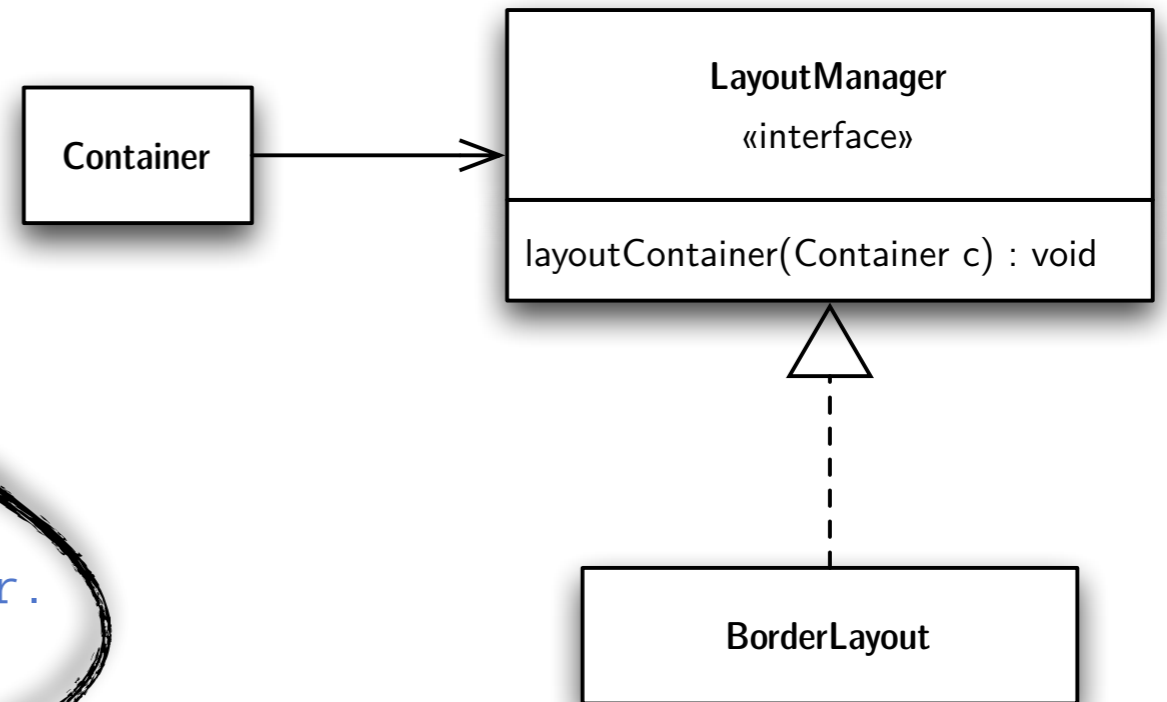 LayoutManager
«interface»
Container
layoutContainer(Container c) : void
r.
BorderLayout